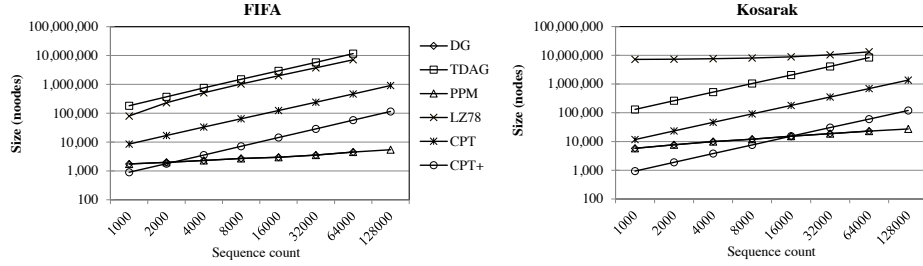 FIFA
100,000,000
10,000,000
1,000,000
100,000
10,000
1,000
100
Size (nodes)
1000
2000
4000
8000
16000
32000
64000
128000
Sequence count
DG
TDAG
PPM
LZ78
CPT
CPT+
Kosarak
100,000,000
10,000,000
1,000,000
100,000
10,000
1,000
100
Size (nodes)
1000
2000
4000
8000
16000
32000
64000
128000
Sequence count